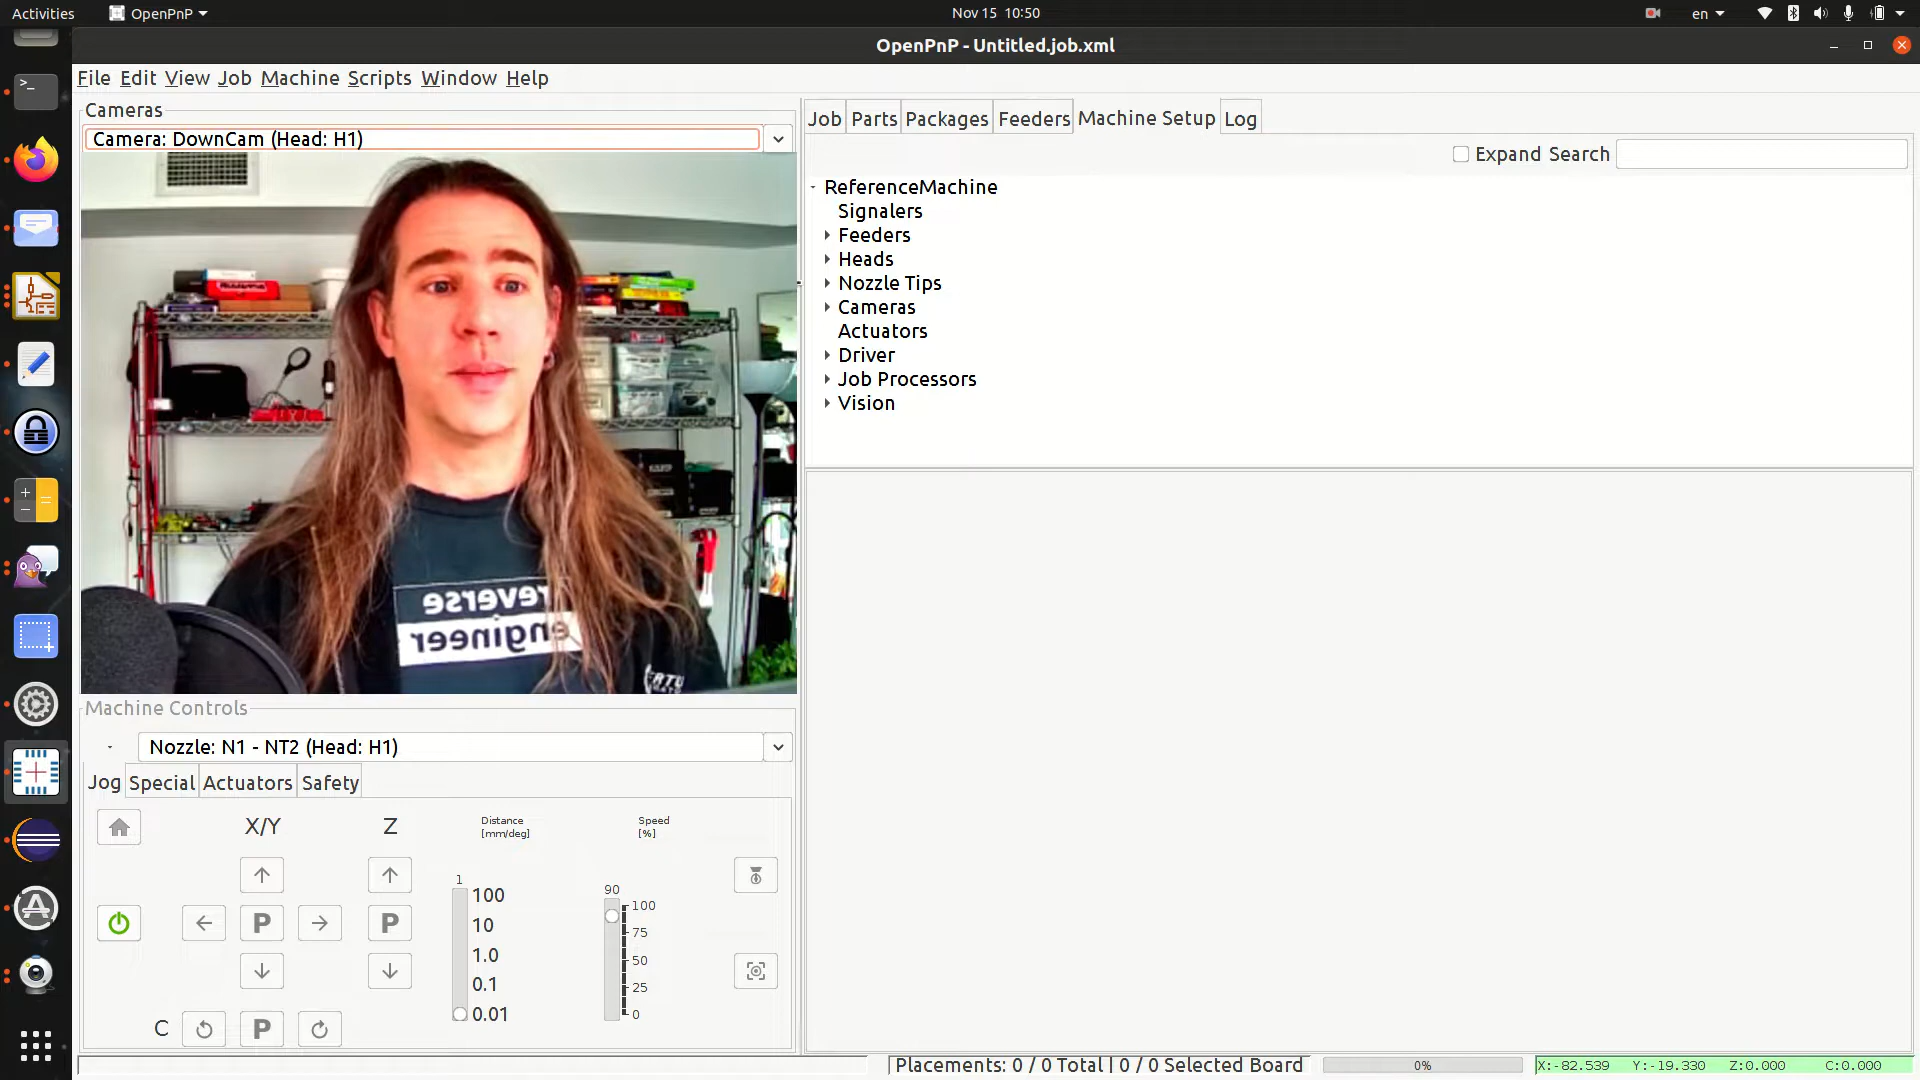 Activities
OpenPnP
Nov 15 10:50
en
OpenPnP - Untitled.job.xml
File Edit View Job Machine Scripts Window Help
Cameras
Camera: DownCam (Head: H1)
reverse
engineer
Machine Controls
Nozzle: N1 - NT2 (Head: H1)
Jog Special Actuators Safety
X/Y
Z
Distance
[mm/deg]
Speed
[%]
1
100
10
1.0
0.1
0.01
90
100
75
50
25
0
P
P
C
P
Job Parts Packages Feeders Machine Setup Log
Expand Search
ReferenceMachine
Signalers
Feeders
Heads
Nozzle Tips
Cameras
Actuators
Driver
Job Processors
Vision
Placements: 0 / 0 Total | 0 / 0 Selected Board
0%
X:-82.539 Y:-19.330 Z:0.000 C:0.000